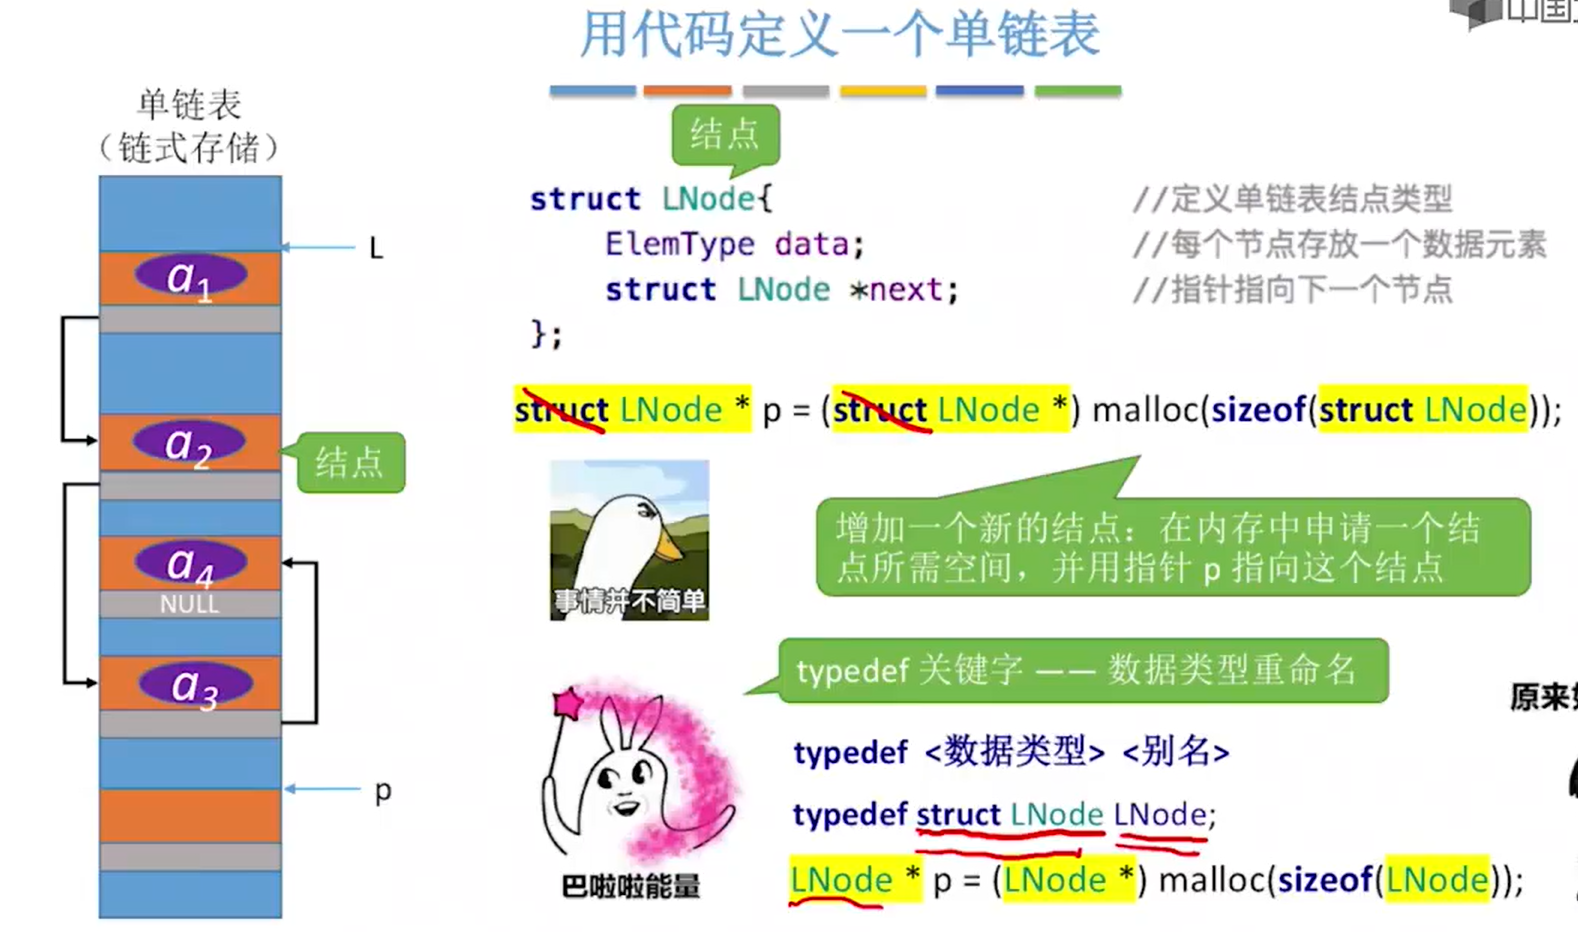 用代码定义一个单链表
中国
单链表
（链式存储）
L
a1
a2
结点
a4
NULL
a3
p
结点
struct LNode{ //定义单链表结点类型
ElemType data; //每个节点存放一个数据元素
struct LNode *next; //指针指向下一个节点
};
struct LNode * p = (struct LNode *) malloc(sizeof(struct LNode));
增加一个新的结点：在内存中申请一个结
点所需空间，并用指针 p 指向这个结点
事情并不简单
typedef 关键字 —— 数据类型重命名
原来
typedef <数据类型> <别名>
typedef struct LNode LNode;
LNode * p = (LNode *) malloc(sizeof(LNode));
巴啦啦能量